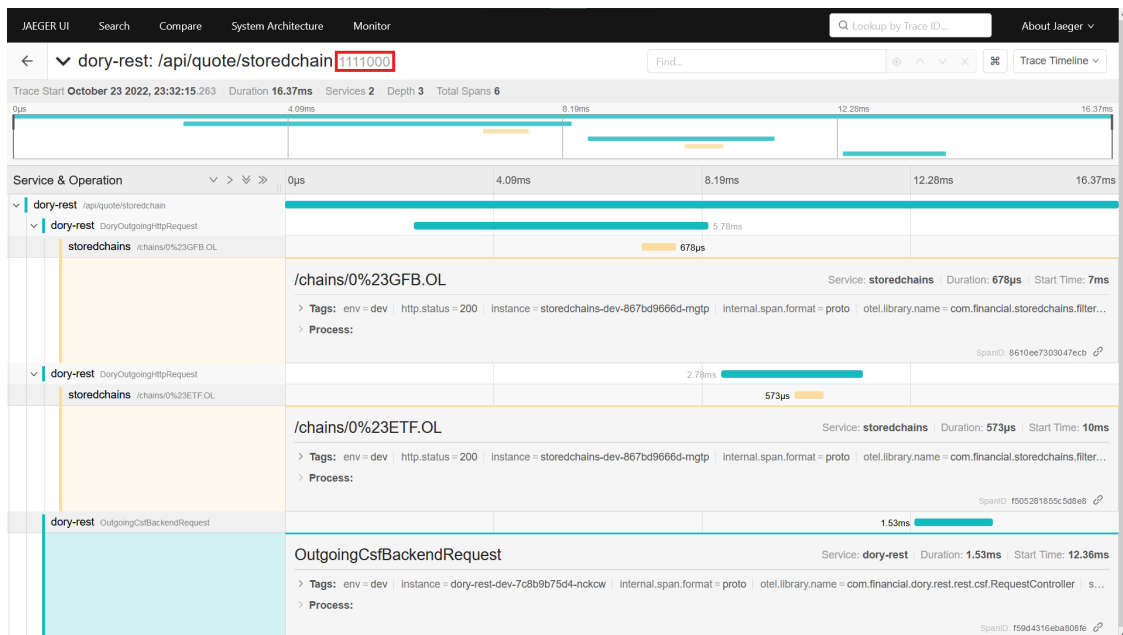 JAEGER UI Search Compare System Architecture Monitor Lookup by Trace ID... About Jaeger
dory-rest: /api/quote/storedchain 1111000 Find... ⌘ Trace Timeline
Trace Start October 23 2022, 23:32:15.263 Duration 16.37ms Services 2 Depth 3 Total Spans 6
0μs 4.09ms 8.19ms 12.28ms 16.37ms
Service & Operation 0μs 4.09ms 8.19ms 12.28ms 16.37ms
dory-rest /api/quote/storedchain
dory-rest DoryOutgoingHttpRequest 5.78ms
storedchains /chains/0%23GFB.OL 678μs
/chains/0%23GFB.OL Service: storedchains Duration: 678μs Start Time: 7ms
Tags: env = dev http.status = 200 instance = storedchains-dev-867bd9666d-rngtp internal.span.format = proto otel.library.name = com.financial.storedchains.filter...
Process:
SpanID: 8610ee7303047ecb
dory-rest DoryOutgoingHttpRequest 2.78ms
storedchains /chains/0%23ETF.OL 573μs
/chains/0%23ETF.OL Service: storedchains Duration: 573μs Start Time: 10ms
Tags: env = dev http.status = 200 instance = storedchains-dev-867bd9666d-rngtp internal.span.format = proto otel.library.name = com.financial.storedchains.filter...
Process:
SpanID: f505281855c5d8e8
dory-rest OutgoingCsfBackendRequest 1.53ms
OutgoingCsfBackendRequest Service: dory-rest Duration: 1.53ms Start Time: 12.36ms
Tags: env = dev instance = dory-rest-dev-7c8b9b75d4-nckcw internal.span.format = proto otel.library.name = com.financial.dory.rest.rest.csf.RequestController s...
Process:
SpanID: f59d4316eba808fe